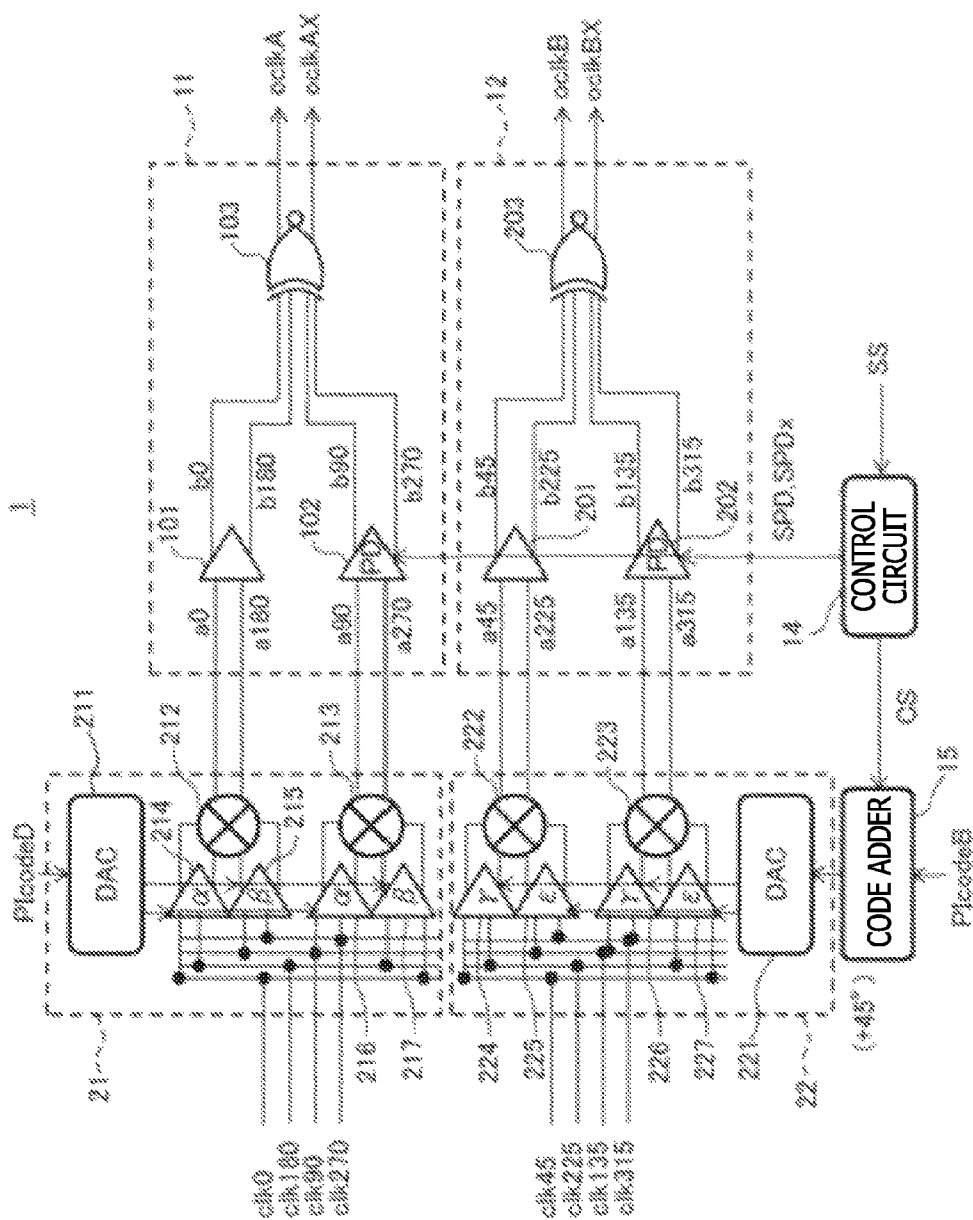 1
PIcodeD
21
DAC
211
α
β
α
β
214
215
212
213
216
217
clk0
clk180
clk90
clk270
a0
a180
a90
a270
101
102
PD
b0
b180
b90
b270
103
11
oclkA
oclkAX
clk45
clk225
clk135
clk315
224
225
226
227
γ
ε
γ
ε
222
223
a45
a225
a135
a315
201
202
PD
b45
b225
b135
b315
203
12
oclkB
oclkBX
DAC
221
22
(+45°)
CODE ADDER
15
PIcodeB
CS
CONTROL
CIRCUIT
14
SPD, SPDx
SS